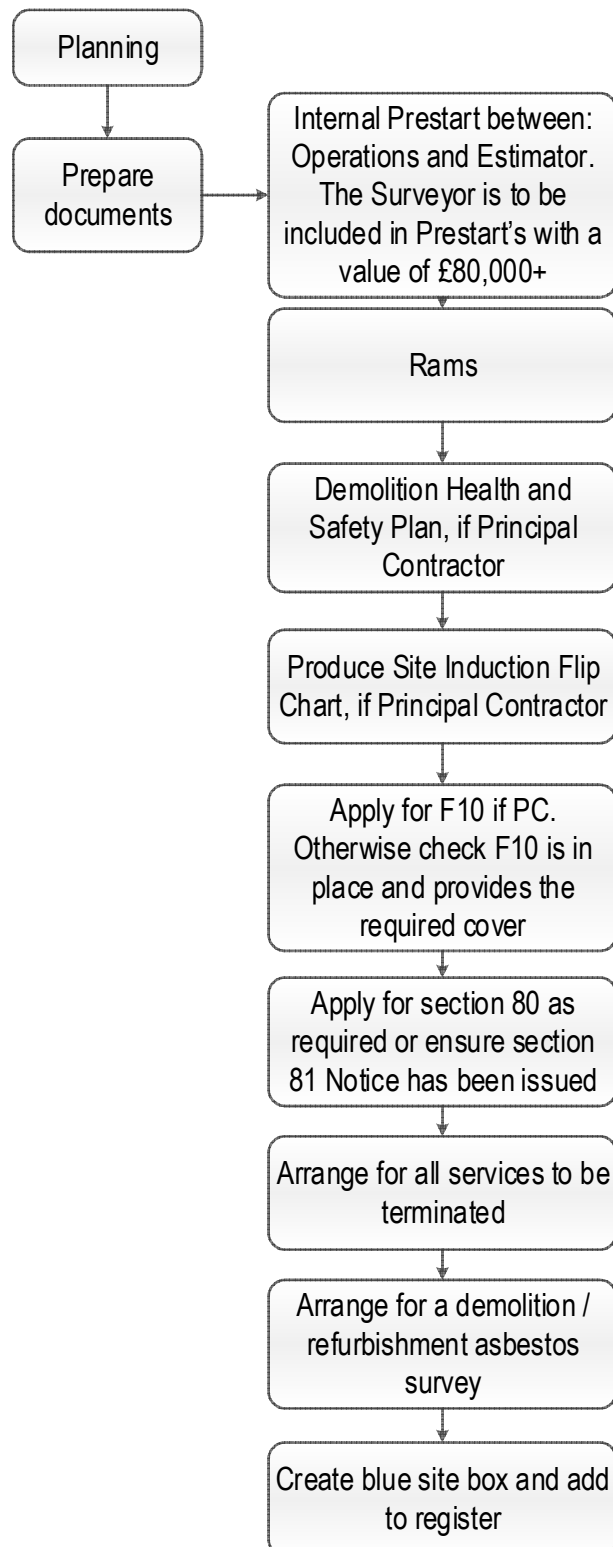 Planning
Prepare
documents
Internal Prestart between:
Operations and Estimator.
The Surveyor is to be
included in Prestart’s with a
value of £80,000+
Rams
Demolition Health and
Safety Plan, if Principal
Contractor
Produce Site Induction Flip
Chart, if Principal Contractor
Apply for F10 if PC.
Otherwise check F10 is in
place and provides the
required cover
Apply for section 80 as
required or ensure section
81 Notice has been issued
Arrange for all services to be
terminated
Arrange for a demolition /
refurbishment asbestos
survey
Create blue site box and add
to register